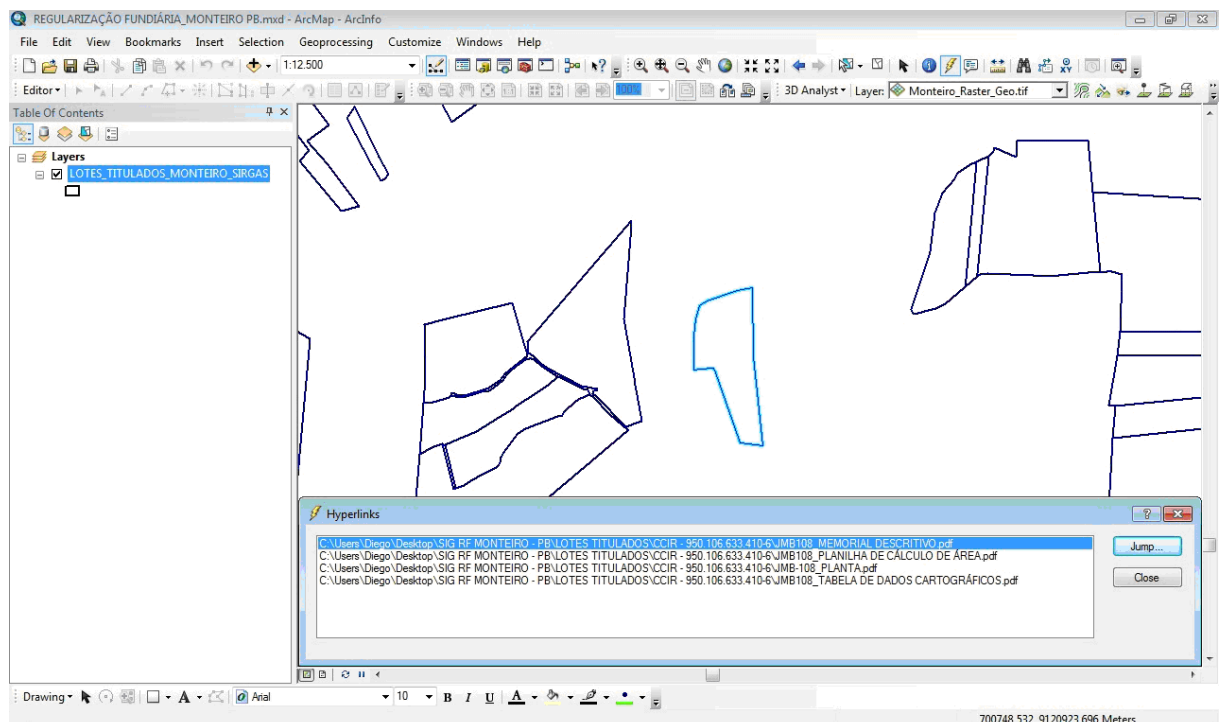 REGULARIZAÇÃO FUNDIÁRIA_MONTEIRO PB.mxd - ArcMap - ArcInfo
File Edit View Bookmarks Insert Selection Geoprocessing Customize Windows Help
1:12.500
Editor 100% 3D Analyst Layer: Monteiro_Raster_Geo.tif
Table Of Contents
Layers
LOTES_TITULADOS_MONTEIRO_SIRGAS
Hyperlinks
C:\Users\Diego\Desktop\SIG RF MONTEIRO - PB\LOTES TITULADOS\CCIR - 950.106.633.410-6\JMB108_MEMORIAL DESCRITIVO.pdf
C:\Users\Diego\Desktop\SIG RF MONTEIRO - PB\LOTES TITULADOS\CCIR - 950.106.633.410-6\JMB108_PLANILHA DE CÁLCULO DE ÁREA.pdf
C:\Users\Diego\Desktop\SIG RF MONTEIRO - PB\LOTES TITULADOS\CCIR - 950.106.633.410-6\JMB-108_PLANTA.pdf
C:\Users\Diego\Desktop\SIG RF MONTEIRO - PB\LOTES TITULADOS\CCIR - 950.106.633.410-6\JMB108_TABELA DE DADOS CARTOGRÁFICOS.pdf
Jump...
Close
Drawing A Arial 10 B I U A
700748,532 9120923,696 Meters